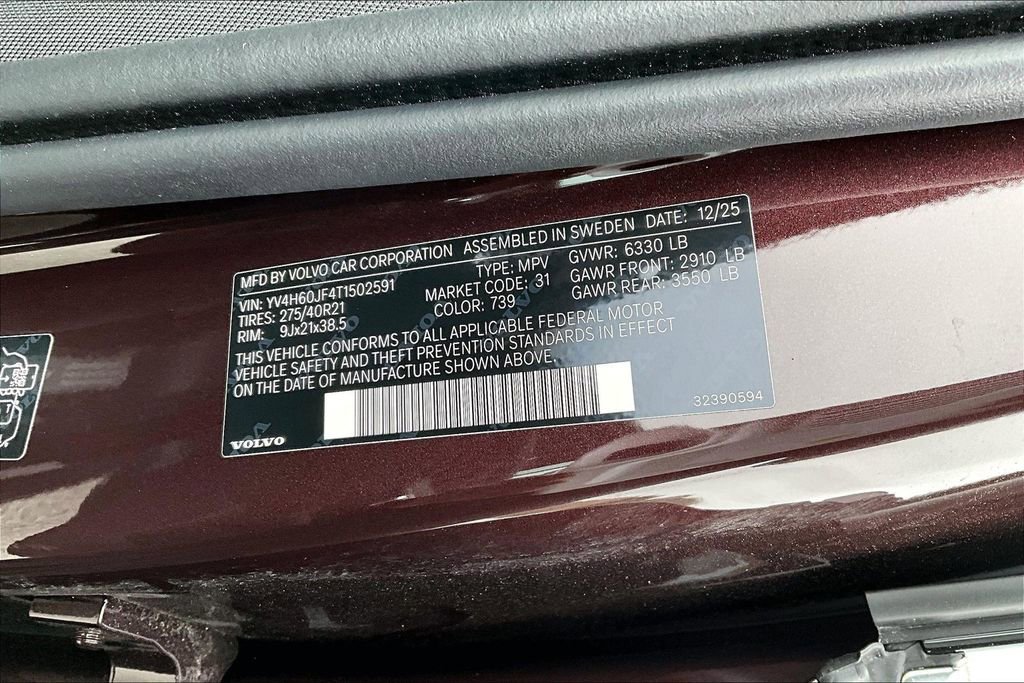 MFD BY VOLVO CAR CORPORATION ASSEMBLED IN SWEDEN DATE: 12/25
VIN: YV4H60JF4T1502591 TYPE: MPV GVWR: 6330 LB
TIRES: 275/40R21 MARKET CODE: 31 GAWR FRONT: 2910 LB
RIM: 9Jx21x38.5 COLOR: 739 GAWR REAR: 3550 LB
THIS VEHICLE CONFORMS TO ALL APPLICABLE FEDERAL MOTOR
VEHICLE SAFETY AND THEFT PREVENTION STANDARDS IN EFFECT
ON THE DATE OF MANUFACTURE SHOWN ABOVE.
32390594
VOLVO